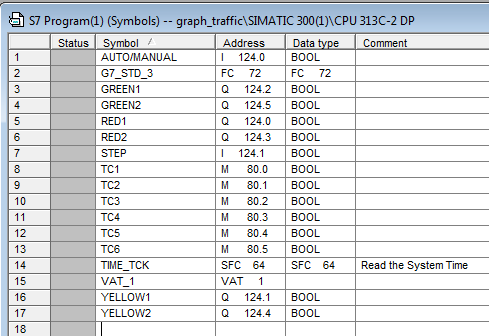 S7 Program(1) (Symbols) -- graph_traffic\SIMATIC 300(1)\CPU 313C-2 DP
Status Symbol / Address Data type Comment
1 AUTO/MANUAL I 124.0 BOOL
2 G7_STD_3 FC 72 FC 72
3 GREEN1 Q 124.2 BOOL
4 GREEN2 Q 124.5 BOOL
5 RED1 Q 124.0 BOOL
6 RED2 Q 124.3 BOOL
7 STEP I 124.1 BOOL
8 TC1 M 80.0 BOOL
9 TC2 M 80.1 BOOL
10 TC3 M 80.2 BOOL
11 TC4 M 80.3 BOOL
12 TC5 M 80.4 BOOL
13 TC6 M 80.5 BOOL
14 TIME_TCK SFC 64 SFC 64 Read the System Time
15 VAT_1 VAT 1
16 YELLOW1 Q 124.1 BOOL
17 YELLOW2 Q 124.4 BOOL
18